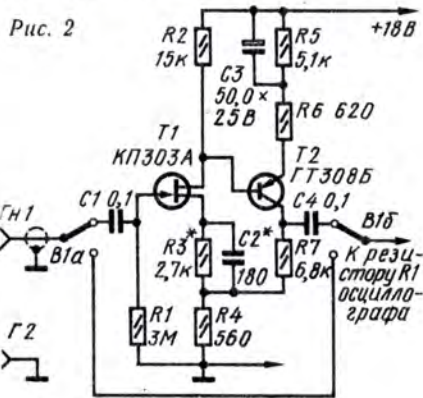 Рис. 2
R2
15к
C3
50,0×
25В
R5
5,1к
+18В
R6 620
T1
КП303А
T2
ГТ308Б
Гн1
C1 0,1
В1а
R3*
2,7к
C2*
180
C4 0,1
В1б
R7
6,8к
К рези-
стору R1
осцилло-
графа
R1
3М
R4
560
Г2